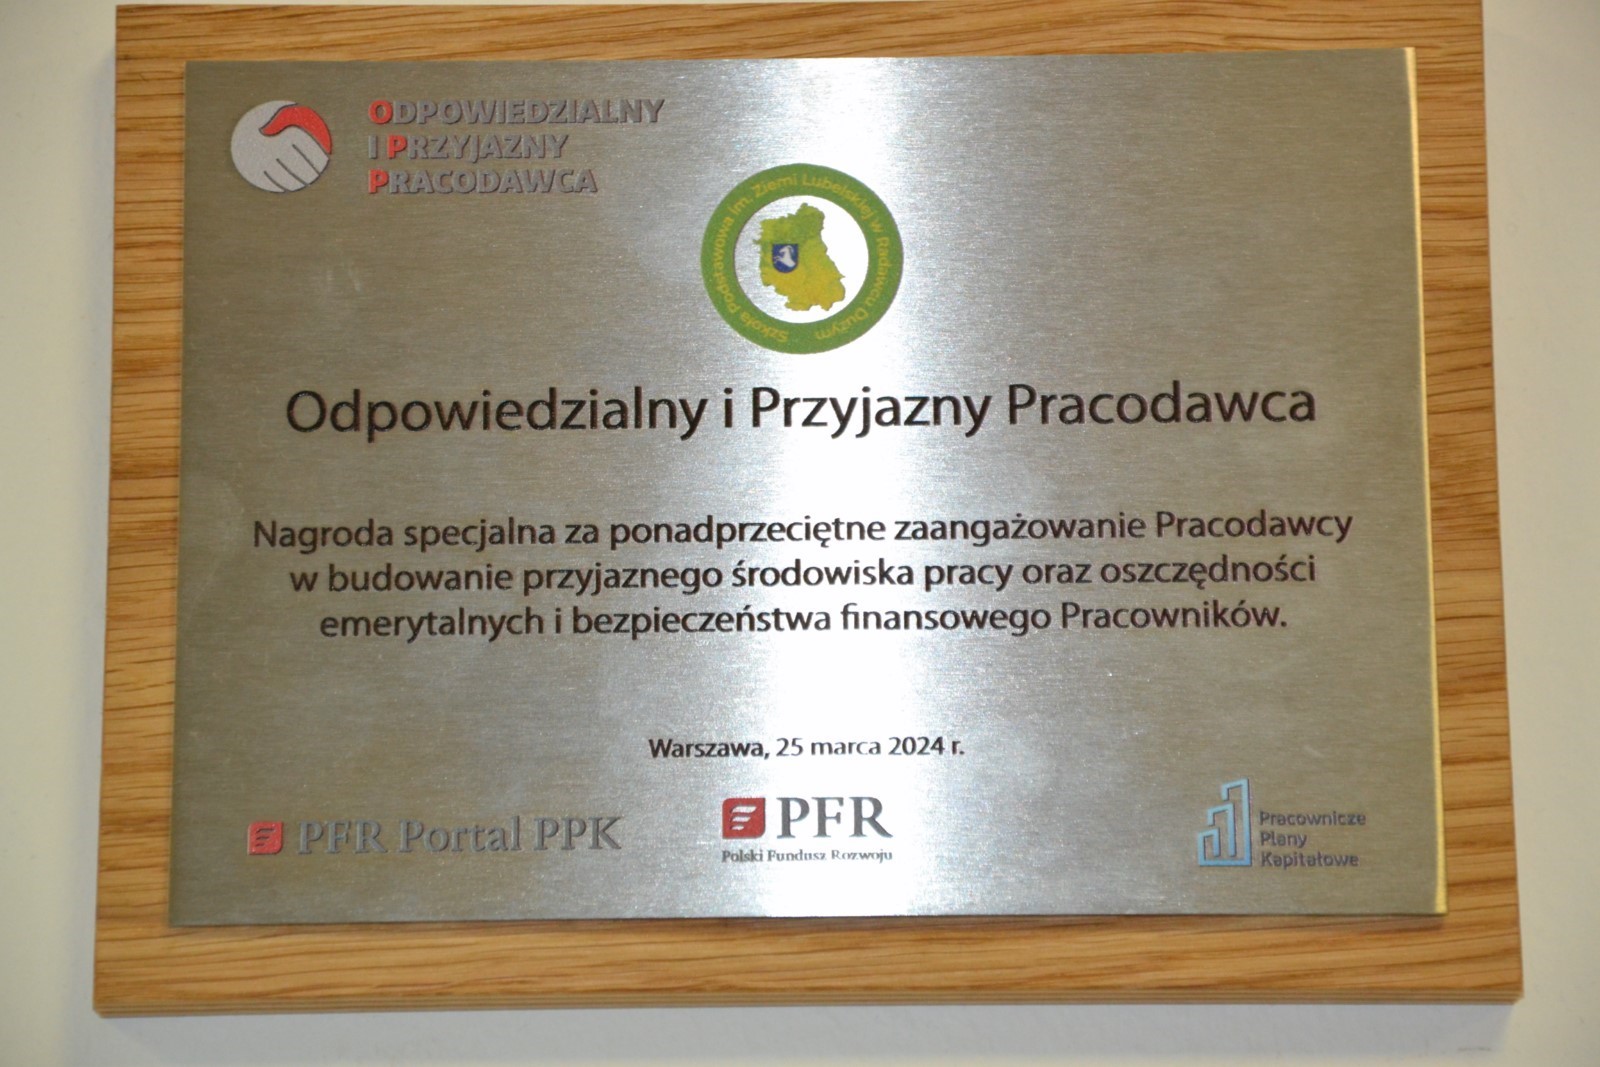 ODPOWIEDZIALNY
I PRZYJAZNY
PRACODAWCA
Szkoła Podstawowa im. Ziemi Lubelskiej w Radawcu Dużym
Odpowiedzialny i Przyjazny Pracodawca
Nagroda specjalna za ponadprzeciętne zaangażowanie Pracodawcy
w budowanie przyjaznego środowiska pracy oraz oszczędności
emerytalnych i bezpieczeństwa finansowego Pracowników.
Warszawa, 25 marca 2024 r.
PFR Portal PPK
PFR
Polski Fundusz Rozwoju
Pracownicze
Plany
Kapitałowe